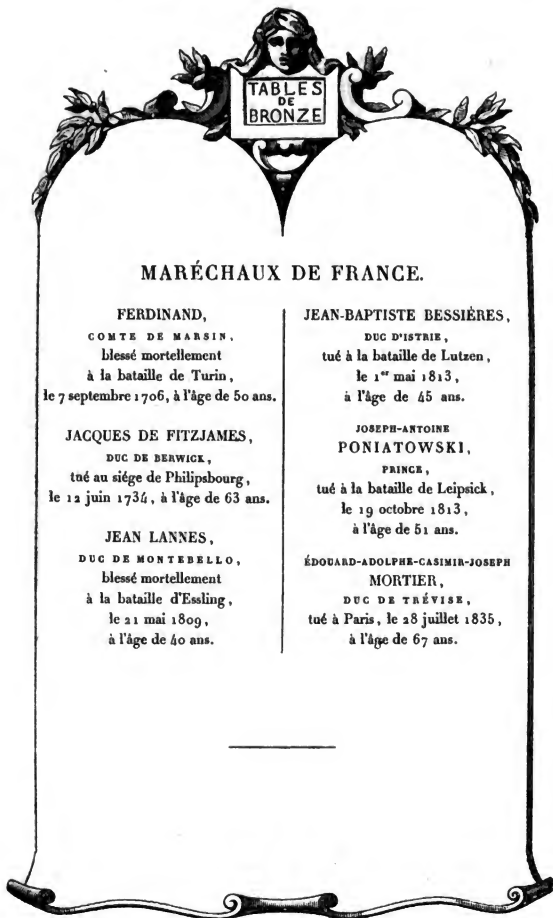 TABLES
DE
BRONZE
MARÉCHAUX DE FRANCE.
FERDINAND,
COMTE DE MARSIN,
blessé mortellement
à la bataille de Turin,
le 7 septembre 1706, à l'âge de 50 ans.
JACQUES DE FITZJAMES,
DUC DE BERWICK,
tué au siége de Philipsbourg,
le 12 juin 1734, à l'âge de 63 ans.
JEAN LANNES,
DUC DE MONTEBELLO,
blessé mortellement
à la bataille d'Essling,
le 21 mai 1809,
à l'âge de 40 ans.
JEAN-BAPTISTE BESSIÈRES,
DUC D'ISTRIE,
tué à la bataille de Lutzen,
le 1er mai 1813,
à l'âge de 45 ans.
JOSEPH-ANTOINE
PONIATOWSKI,
PRINCE,
tué à la bataille de Leipsick,
le 19 octobre 1813,
à l'âge de 51 ans.
ÉDOUARD-ADOLPHE-CASIMIR-JOSEPH
MORTIER,
DUC DE TRÉVISE,
tué à Paris, le 28 juillet 1835,
à l'âge de 67 ans.